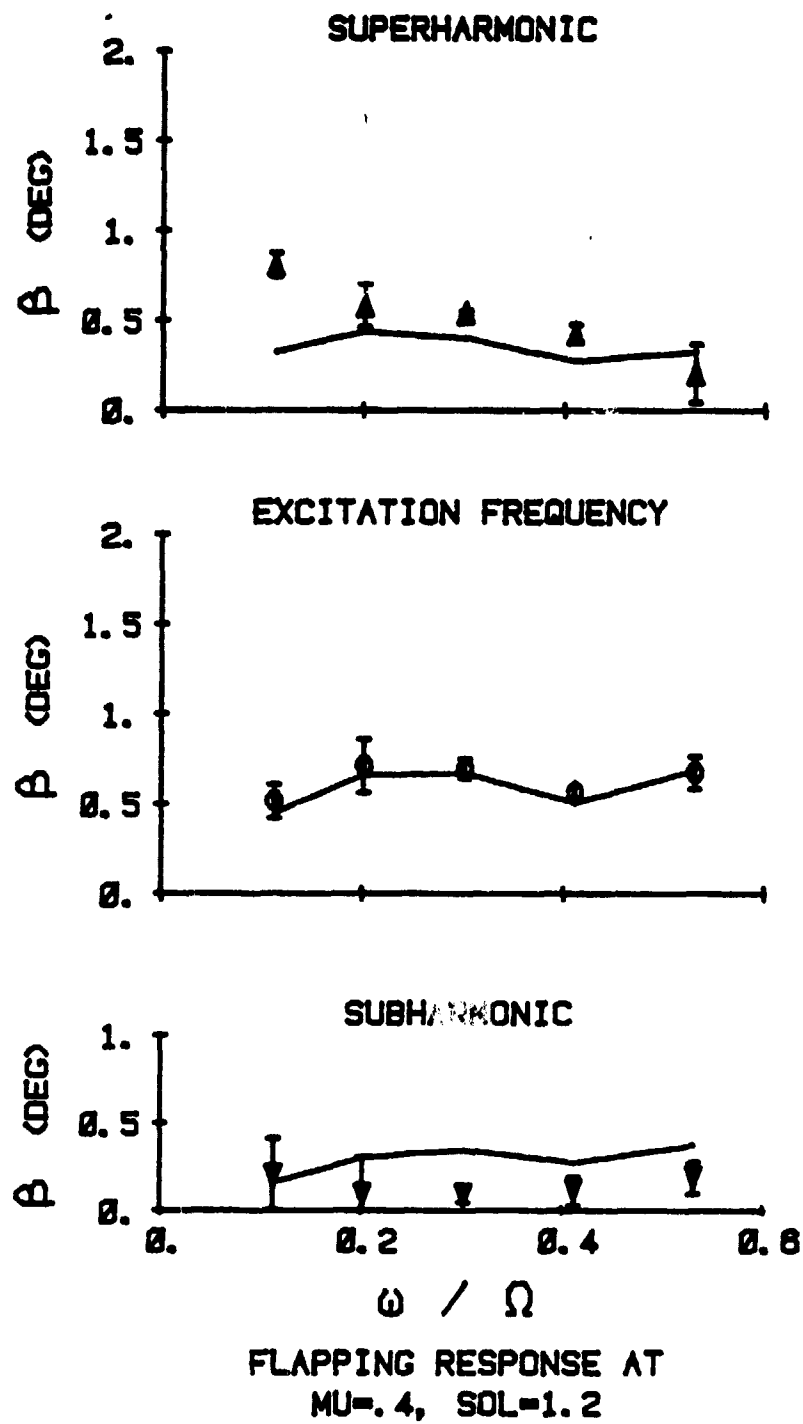 SUPERHARMONIC
2.
1.5
1.
0.5
0.
β (DEG)
EXCITATION FREQUENCY
2.
1.5
1.
0.5
0.
β (DEG)
SUBHARMONIC
1.
0.5
0.
β (DEG)
0. 0.2 0.4 0.6
ω / Ω
FLAPPING RESPONSE AT
MU=.4, SOL=1.2